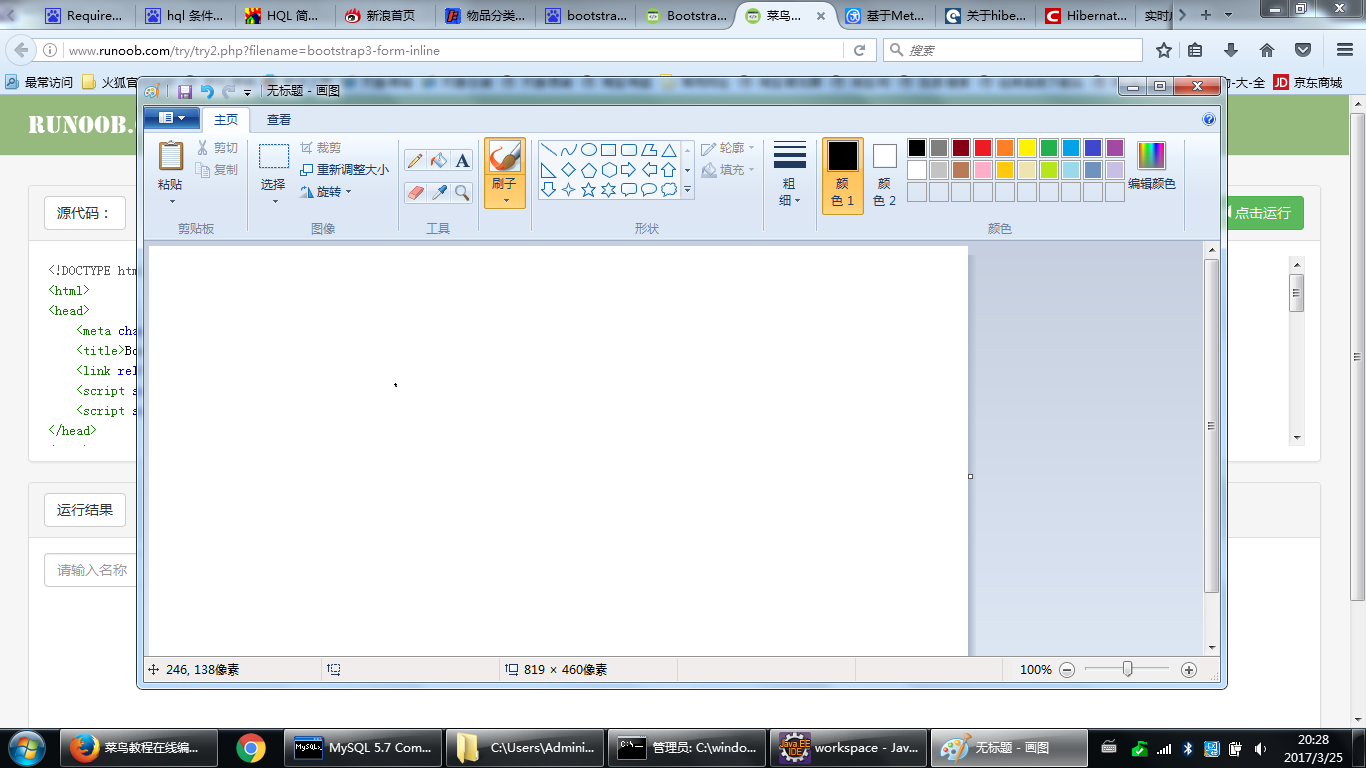 Require...
hql 条件...
HQL 简...
新浪首页
物品分类...
bootstra...
Bootstra...
菜鸟...
基于Met...
关于hibe...
Hibernat...
www.runoob.com/try/try2.php?filename=bootstrap3-form-inline
搜索
最常访问
火狐官
大-全
京东商城
无标题 - 画图
RUNOOB.
主页
查看
粘贴
剪切
复制
剪贴板
选择
裁剪
重新调整大小
旋转
图像
工具
刷子
形状
轮廓
填充
粗
细
颜
色 1
颜
色 2
编辑颜色
颜色
源代码：
点击运行
<!DOCTYPE htm
<html>
<head>
<meta cha
<title>Bo
<link rel
<script s
<script s
</head>
运行结果
请输入名称
246, 138像素
819 × 460像素
100%
菜鸟教程在线编...
MySQL 5.7 Com...
C:\Users\Admini...
管理员: C:\windo...
workspace - Jav...
无标题 - 画图
20:28
2017/3/25